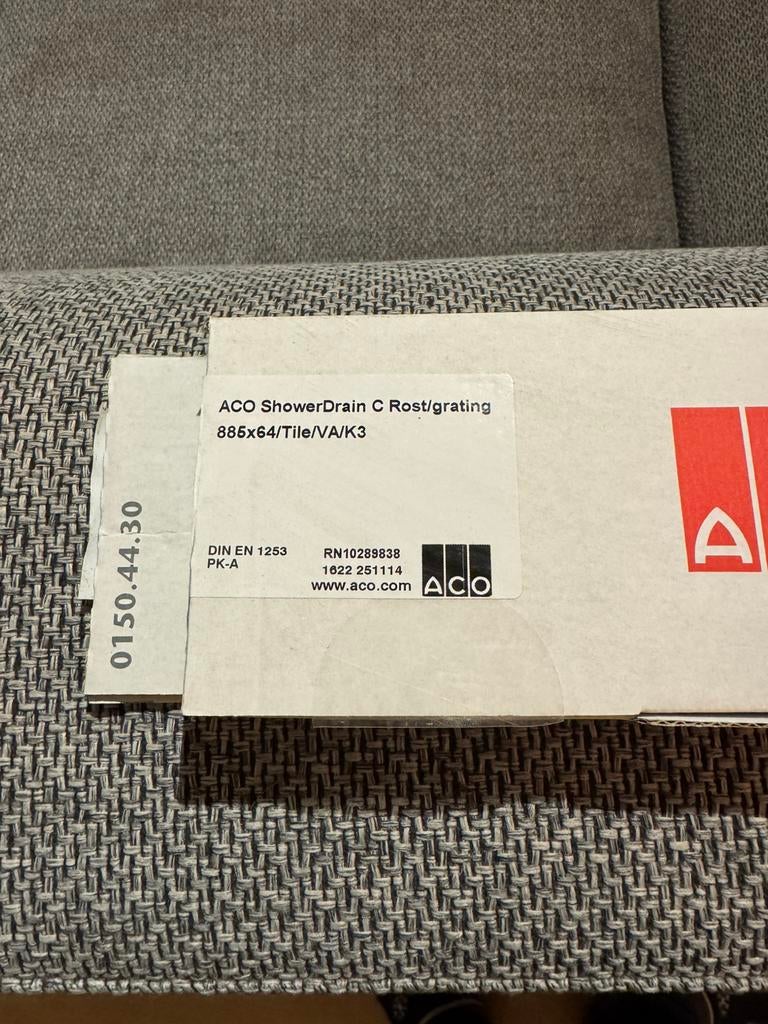 ACO ShowerDrain C Rost/grating
885x64/Tile/VA/K3
DIN EN 1253
PK-A
RN10289838
1622 251114
www.aco.com
ACO
0150.44.30
A